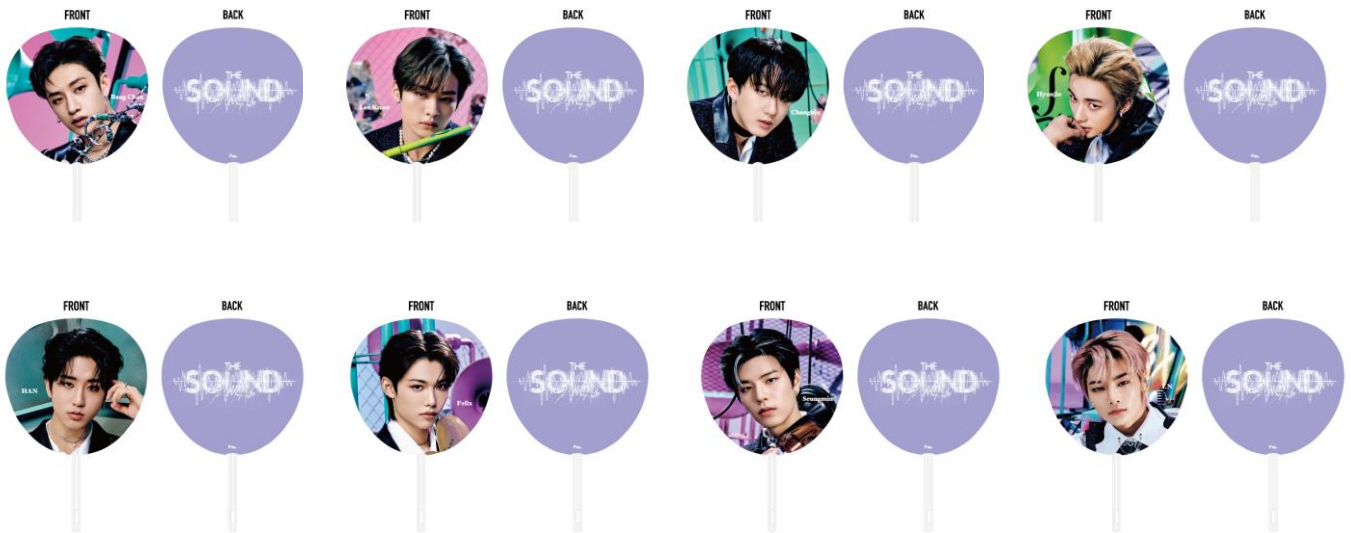 FRONT
BACK
FRONT
BACK
FRONT
BACK
FRONT
BACK
Bang Chan
THE
SOUND
Lee Know
THE
SOUND
Changbin
THE
SOUND
Hyunjin
THE
SOUND
FRONT
BACK
FRONT
BACK
FRONT
BACK
FRONT
BACK
HAN
THE
SOUND
Felix
THE
SOUND
Seungmin
THE
SOUND
I.N
THE
SOUND